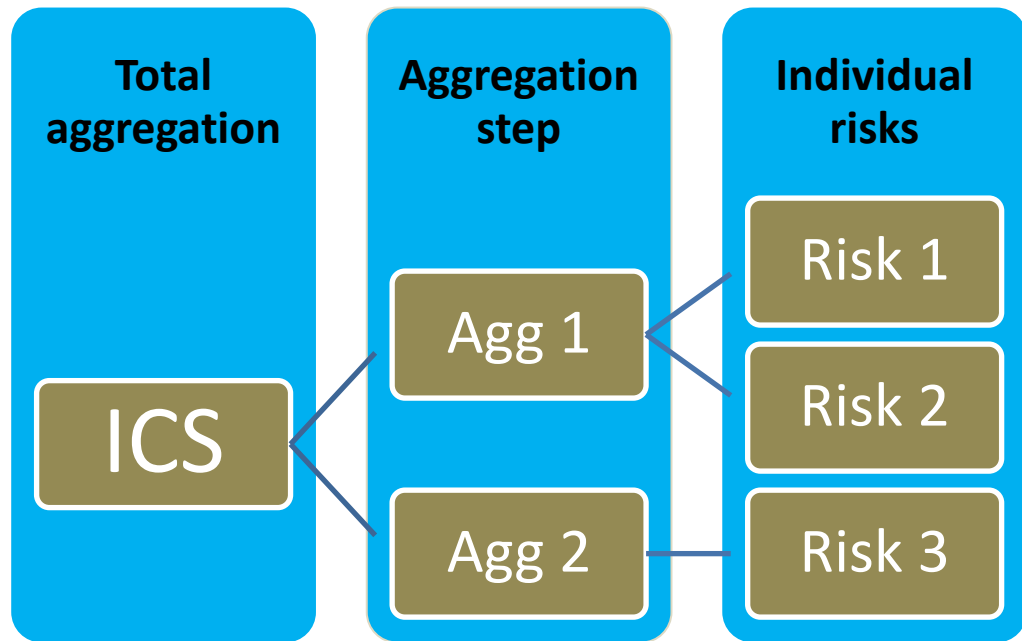 Total
aggregation
Aggregation
step
Individual
risks
ICS
Agg 1
Agg 2
Risk 1
Risk 2
Risk 3